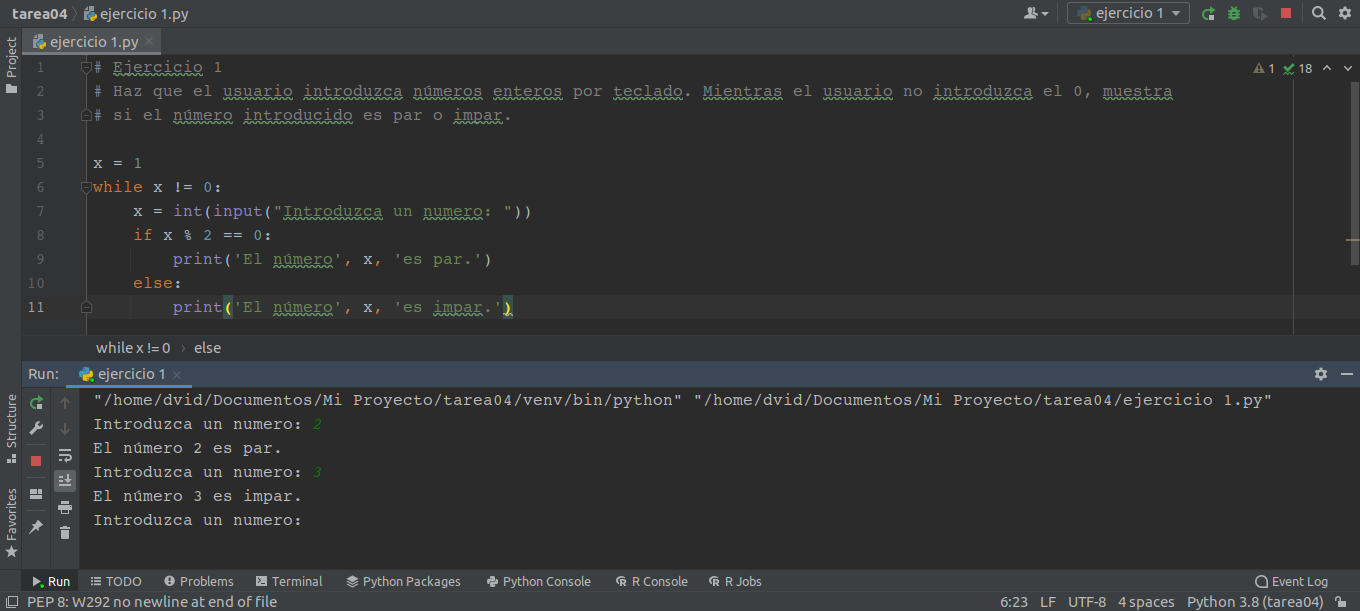 tarea04 ejercicio 1.py ejercicio 1
ejercicio 1.py
Project
1 # Ejercicio 1
2 # Haz que el usuario introduzca números enteros por teclado. Mientras el usuario no introduzca el 0, muestra
3 # si el número introducido es par o impar.
4
5 x = 1
6 while x != 0:
7 x = int(input("Introduzca un numero: "))
8 if x % 2 == 0:
9 print('El número', x, 'es par.')
10 else:
11 print('El número', x, 'es impar.')
1 18
while x != 0 › else
Run: ejercicio 1
"/home/dvid/Documentos/Mi Proyecto/tarea04/venv/bin/python" "/home/dvid/Documentos/Mi Proyecto/tarea04/ejercicio 1.py"
Introduzca un numero: 2
El número 2 es par.
Introduzca un numero: 3
El número 3 es impar.
Introduzca un numero:
Structure
Favorites
Run TODO Problems Terminal Python Packages Python Console R Console R Jobs Event Log
PEP 8: W292 no newline at end of file 6:23 LF UTF-8 4 spaces Python 3.8 (tarea04)